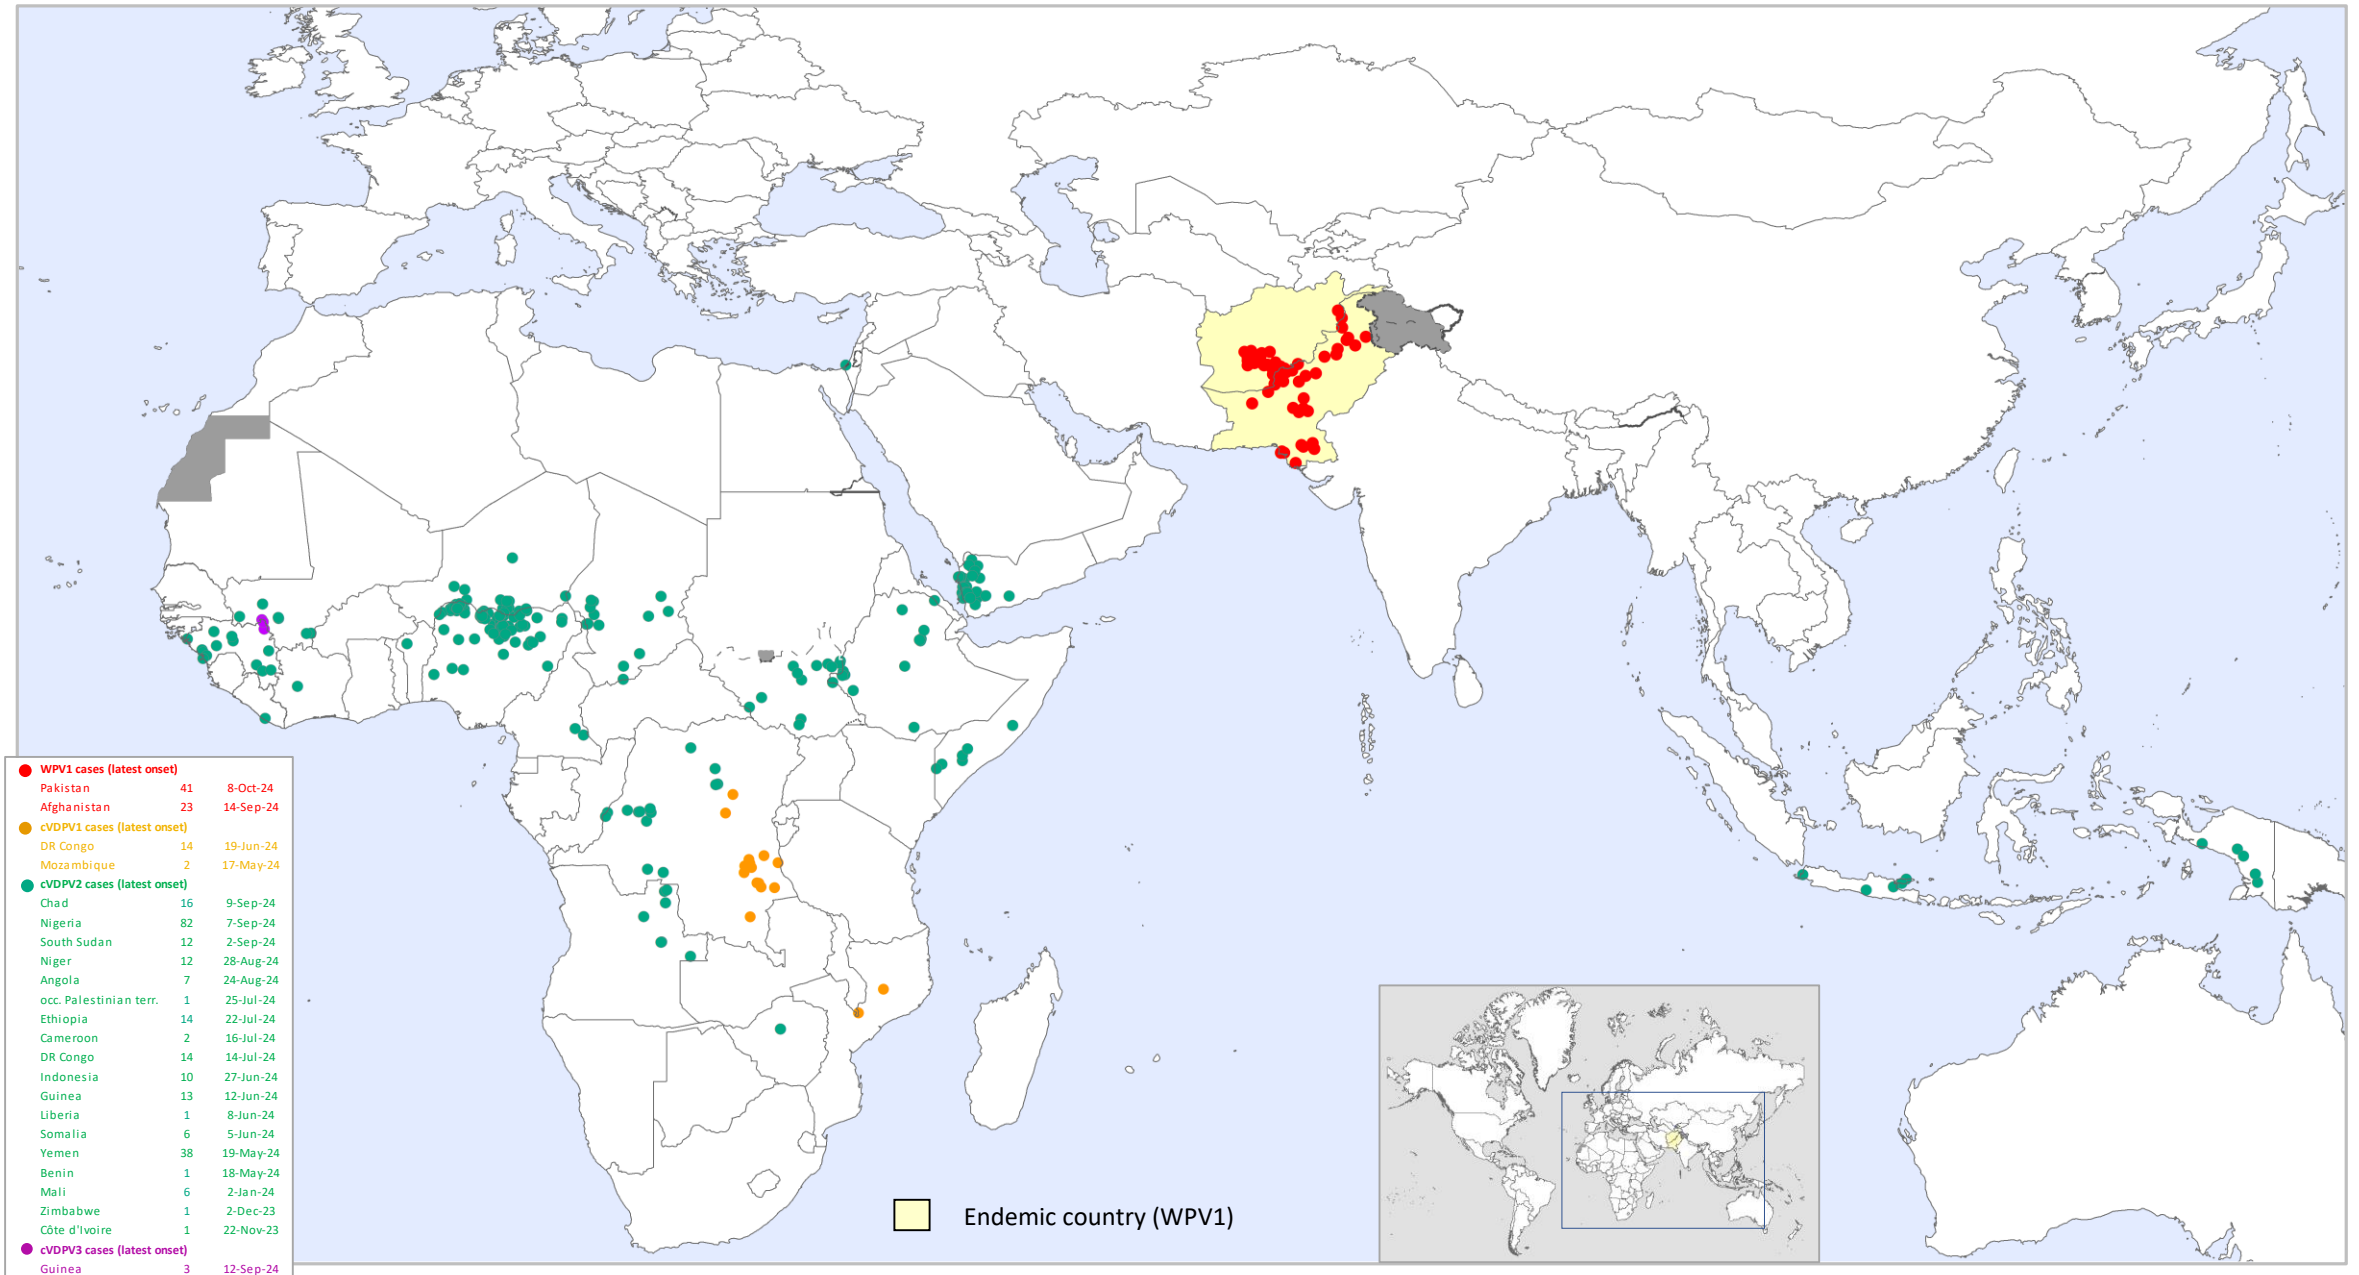 WPV1 cases (latest onset)
Pakistan 41 8-Oct-24
Afghanistan 23 14-Sep-24
cVDPV1 cases (latest onset)
DR Congo 14 19-Jun-24
Mozambique 2 17-May-24
cVDPV2 cases (latest onset)
Chad 16 9-Sep-24
Nigeria 82 7-Sep-24
South Sudan 12 2-Sep-24
Niger 12 28-Aug-24
Angola 7 24-Aug-24
occ. Palestinian terr. 1 25-Jul-24
Ethiopia 14 22-Jul-24
Cameroon 2 16-Jul-24
DR Congo 14 14-Jul-24
Indonesia 10 27-Jun-24
Guinea 13 12-Jun-24
Liberia 1 8-Jun-24
Somalia 6 5-Jun-24
Yemen 38 19-May-24
Benin 1 18-May-24
Mali 6 2-Jan-24
Zimbabwe 1 2-Dec-23
Côte d'Ivoire 1 22-Nov-23
cVDPV3 cases (latest onset)
Guinea 3 12-Sep-24
Endemic country (WPV1)